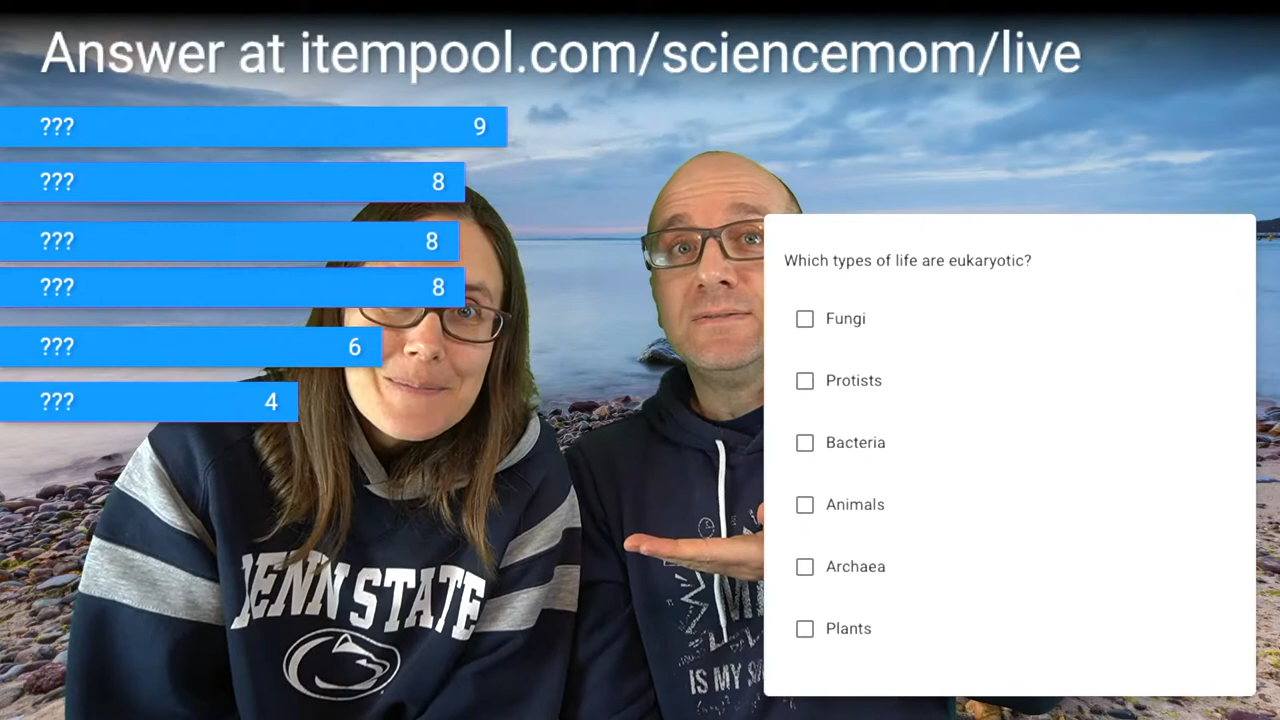 Answer at itempool.com/sciencemom/live
??? 9
??? 8
??? 8
??? 8
??? 6
??? 4
Which types of life are eukaryotic?
Fungi
Protists
Bacteria
Animals
Archaea
Plants
PENN STATE
IS MY